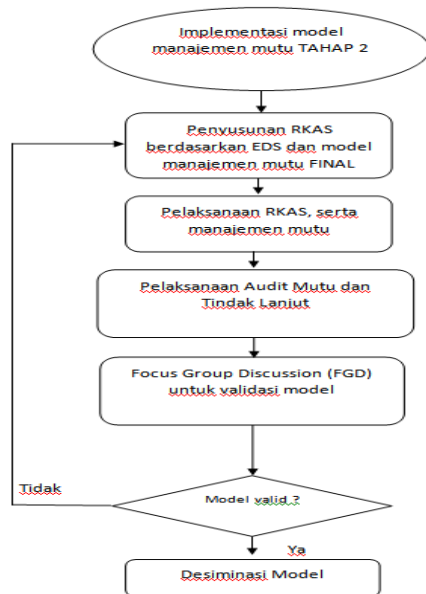 Implementasi model
manajemen mutu TAHAP 2
Penyusunan RKAS
berdasarkan EDS dan model
manajemen mutu FINAL
Pelaksanaan RKAS, serta
manajemen mutu
Pelaksanaan Audit Mutu dan
Tindak Lanjut
Focus Group Discussion (FGD)
untuk validasi model
Tidak
Model valid ?
Ya
Desiminasi Model